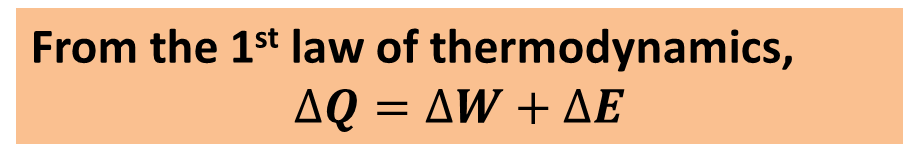 From the 1st law of thermodynamics,
Δ𝑸 = Δ𝑾 + Δ𝑬